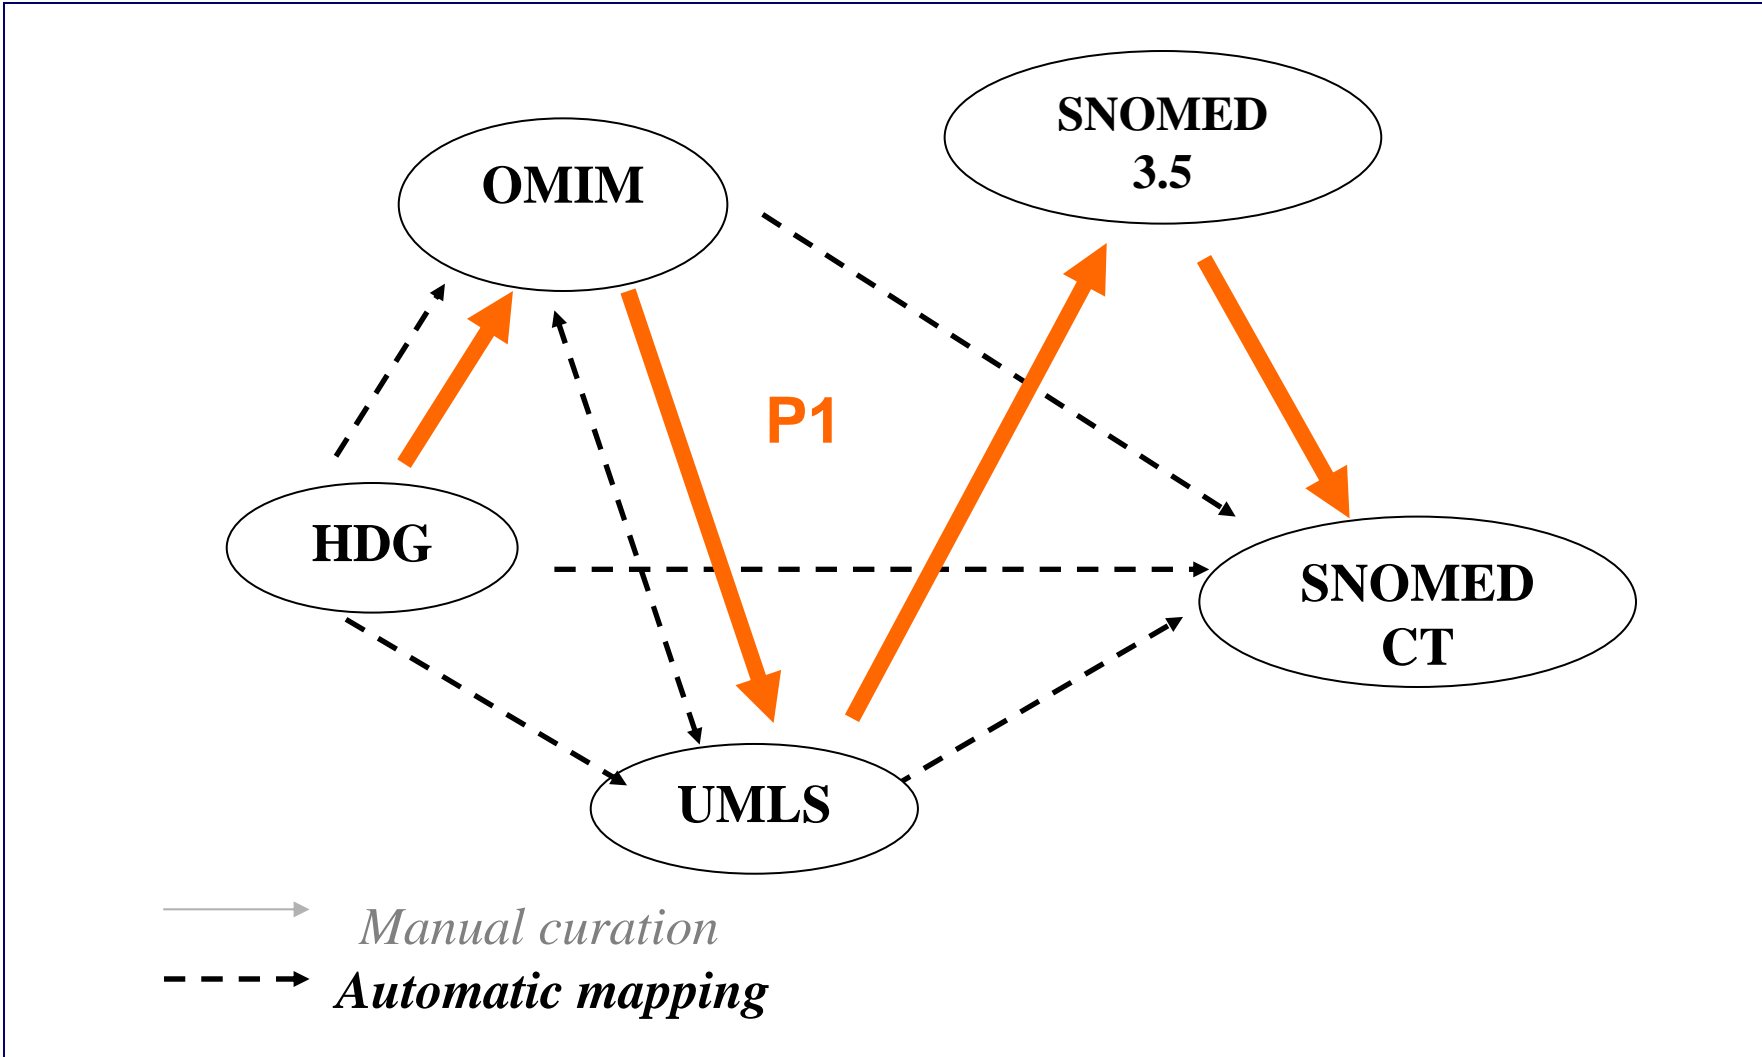 SNOMED
3.5
OMIM
P1
HDG
SNOMED
CT
UMLS
Manual curation
Automatic mapping